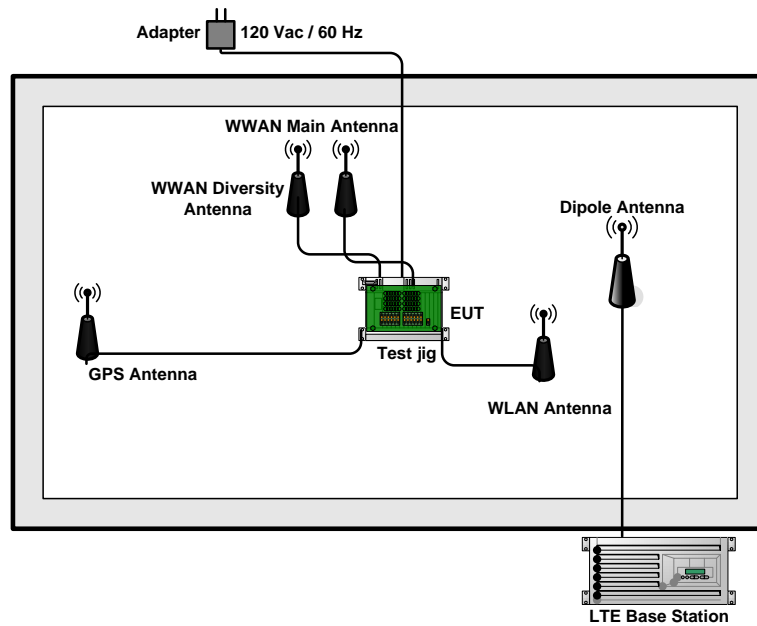 Adapter 120 Vac / 60 Hz
WWAN Main Antenna
WWAN Diversity
Antenna
Dipole Antenna
EUT
Test jig
GPS Antenna
WLAN Antenna
LTE Base Station